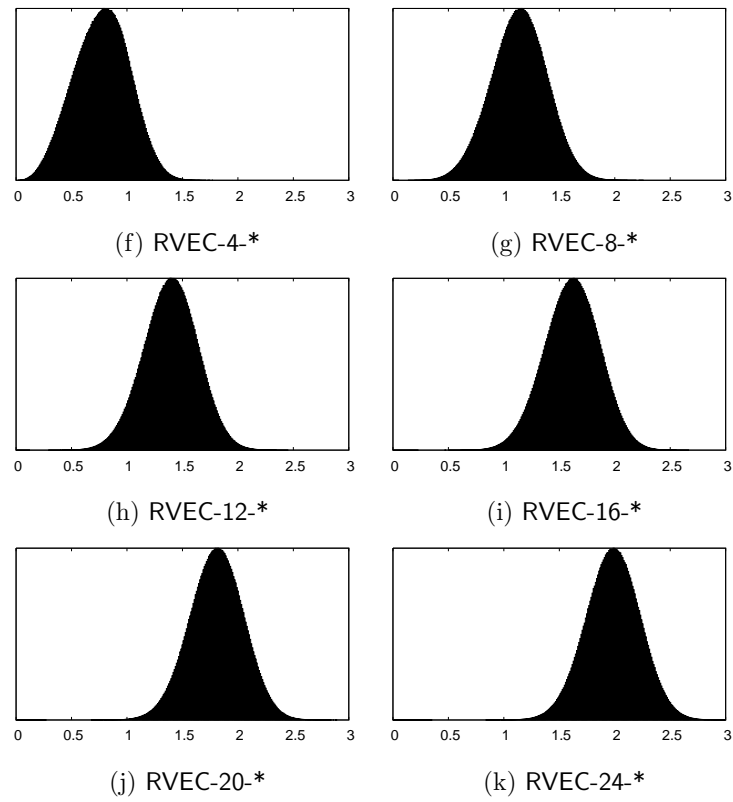 0 0.5 1 1.5 2 2.5 3 0 0.5 1 1.5 2 2.5 3
(f) RVEC-4-* (g) RVEC-8-*
0 0.5 1 1.5 2 2.5 3 0 0.5 1 1.5 2 2.5 3
(h) RVEC-12-* (i) RVEC-16-*
0 0.5 1 1.5 2 2.5 3 0 0.5 1 1.5 2 2.5 3
(j) RVEC-20-* (k) RVEC-24-*